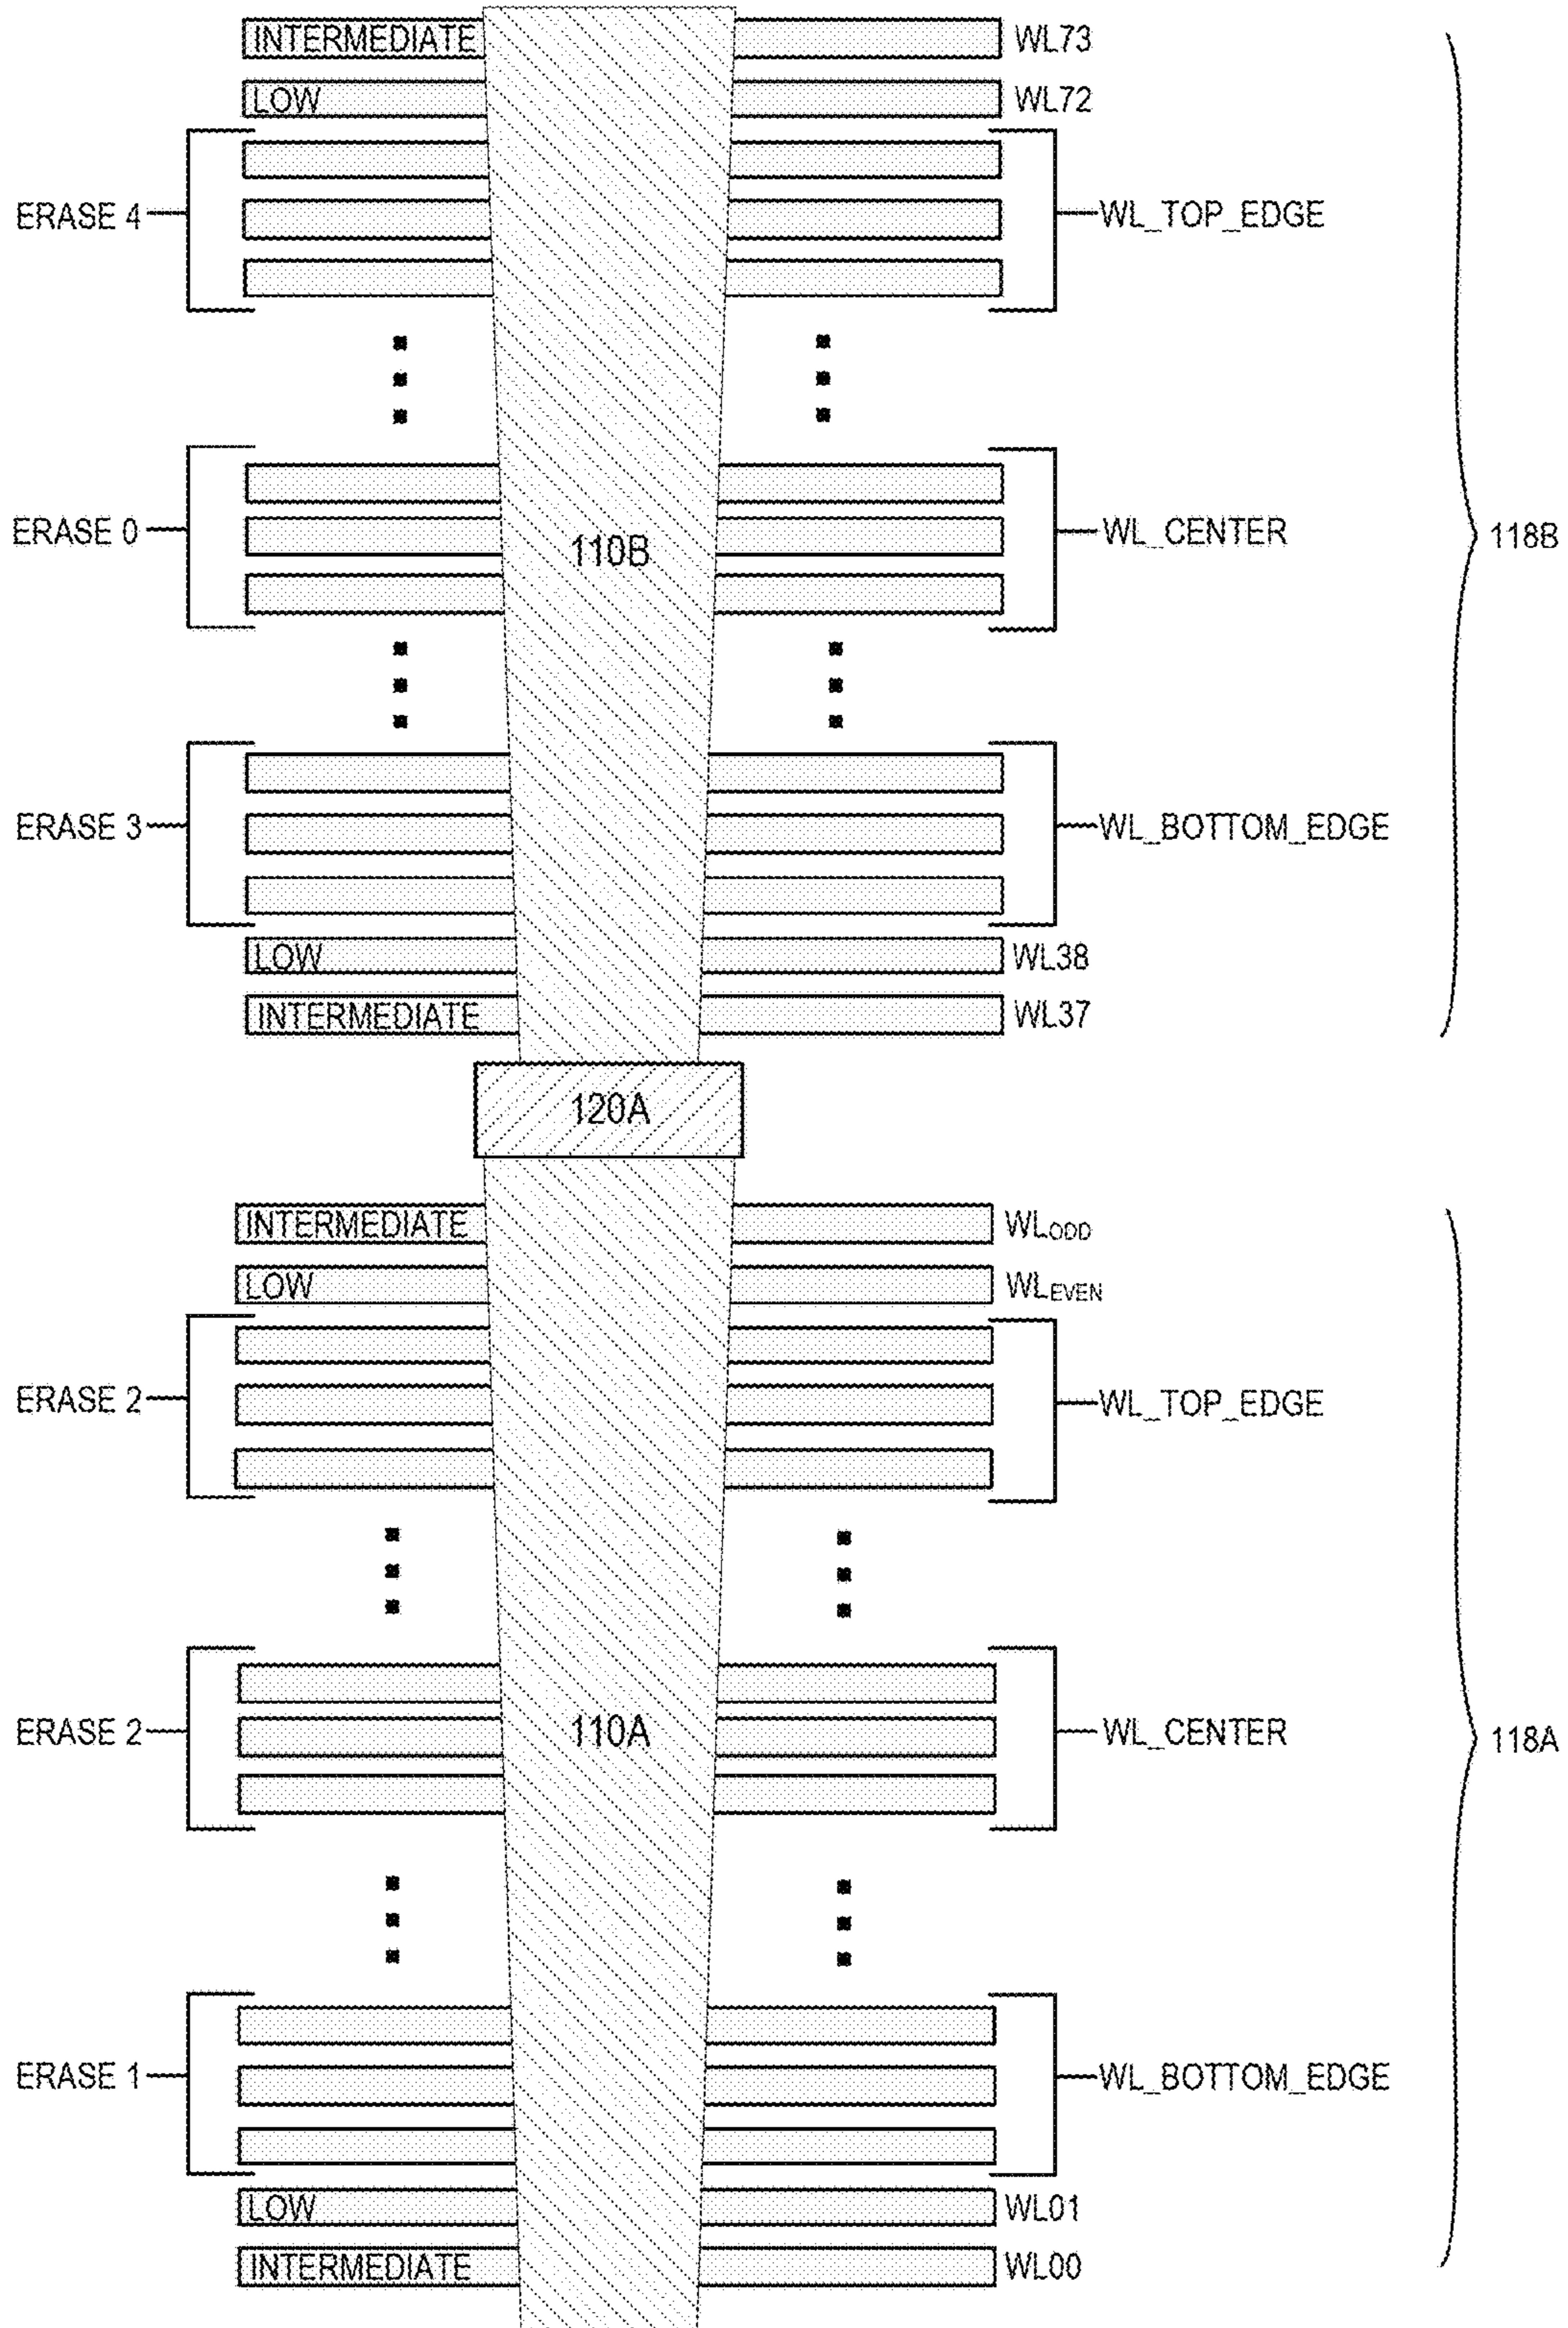 INTERMEDIATE WL73
LOW WL72
ERASE 4 WL_TOP_EDGE
ERASE 0 110B WL_CENTER 118B
ERASE 3 WL_BOTTOM_EDGE
LOW WL38
INTERMEDIATE WL37
120A
INTERMEDIATE WLODD
LOW WLEVEN
ERASE 2 WL_TOP_EDGE
ERASE 2 110A WL_CENTER 118A
ERASE 1 WL_BOTTOM_EDGE
LOW WL01
INTERMEDIATE WL00